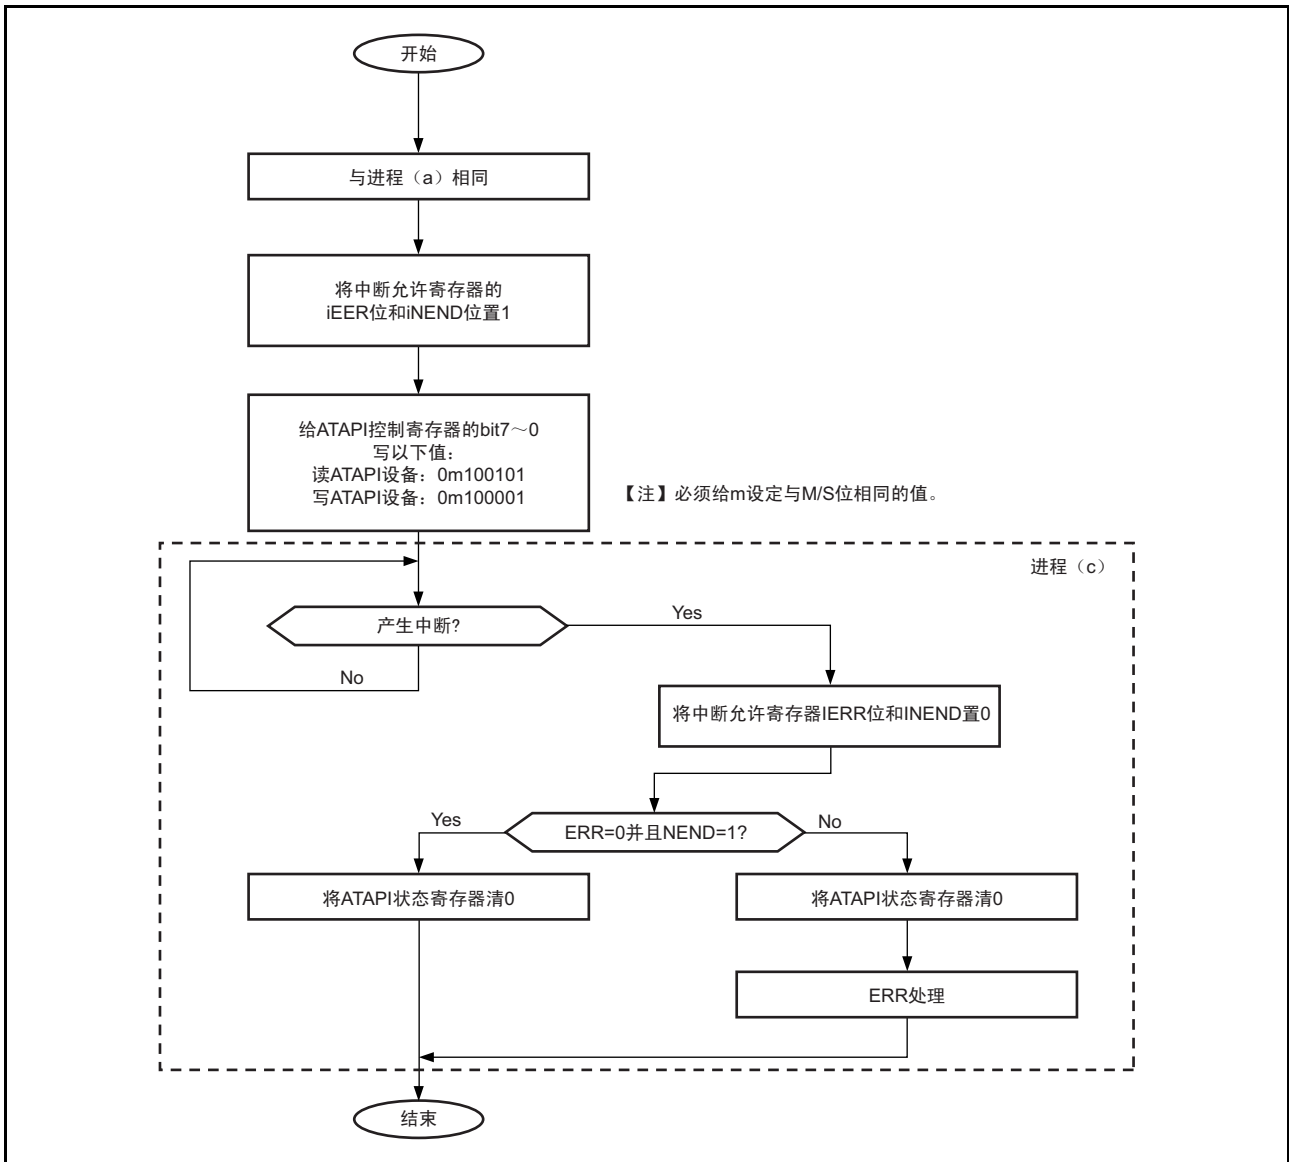 开始
与进程（a）相同
将中断允许寄存器的
iEER位和iNEND位置1
给ATAPI控制寄存器的bit7～0
写以下值：
读ATAPI设备：0m100101
写ATAPI设备：0m100001
【注】必须给m设定与M/S位相同的值。
进程（c）
产生中断?
Yes
No
将中断允许寄存器IERR位和INEND置0
ERR=0并且NEND=1?
Yes
No
将ATAPI状态寄存器清0
将ATAPI状态寄存器清0
ERR处理
结束